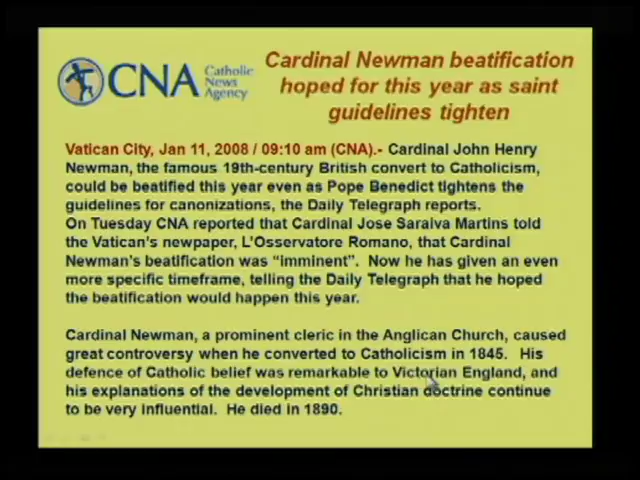 CNA Catholic
News
Agency
Cardinal Newman beatification
hoped for this year as saint
guidelines tighten
Vatican City, Jan 11, 2008 / 09:10 am (CNA).- Cardinal John Henry
Newman, the famous 19th-century British convert to Catholicism,
could be beatified this year even as Pope Benedict tightens the
guidelines for canonizations, the Daily Telegraph reports.
On Tuesday CNA reported that Cardinal Jose Saraiva Martins told
the Vatican's newpaper, L'Osservatore Romano, that Cardinal
Newman's beatification was "imminent".  Now he has given an even
more specific timeframe, telling the Daily Telegraph that he hoped
the beatification would happen this year.
Cardinal Newman, a prominent cleric in the Anglican Church, caused
great controversy when he converted to Catholicism in 1845.  His
defence of Catholic belief was remarkable to Victorian England, and
his explanations of the development of Christian doctrine continue
to be very influential.  He died in 1890.